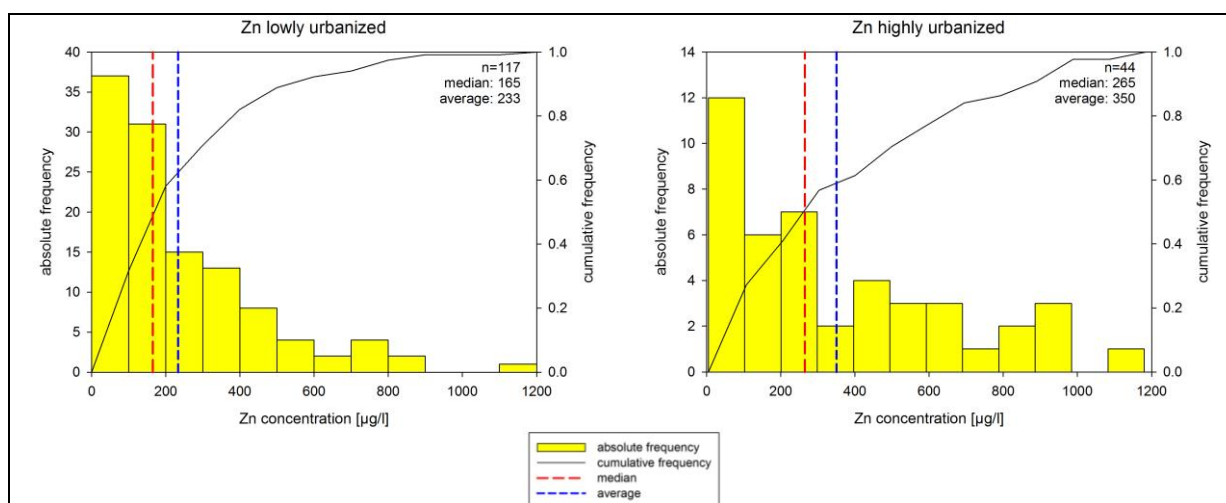 Zn lowly urbanized
n=117
median: 165
average: 233
40
35
30
25
20
15
10
5
0
absolute frequency
1.0
0.8
0.6
0.4
0.2
0.0
cumulative frequency
0 200 400 600 800 1000 1200
Zn concentration [µg/l]
Zn highly urbanized
n=44
median: 265
average: 350
14
12
10
8
6
4
2
0
absolute frequency
1.0
0.8
0.6
0.4
0.2
0.0
cumulative frequency
0 200 400 600 800 1000 1200
Zn concentration [µg/l]
absolute frequency
cumulative frequency
median
average